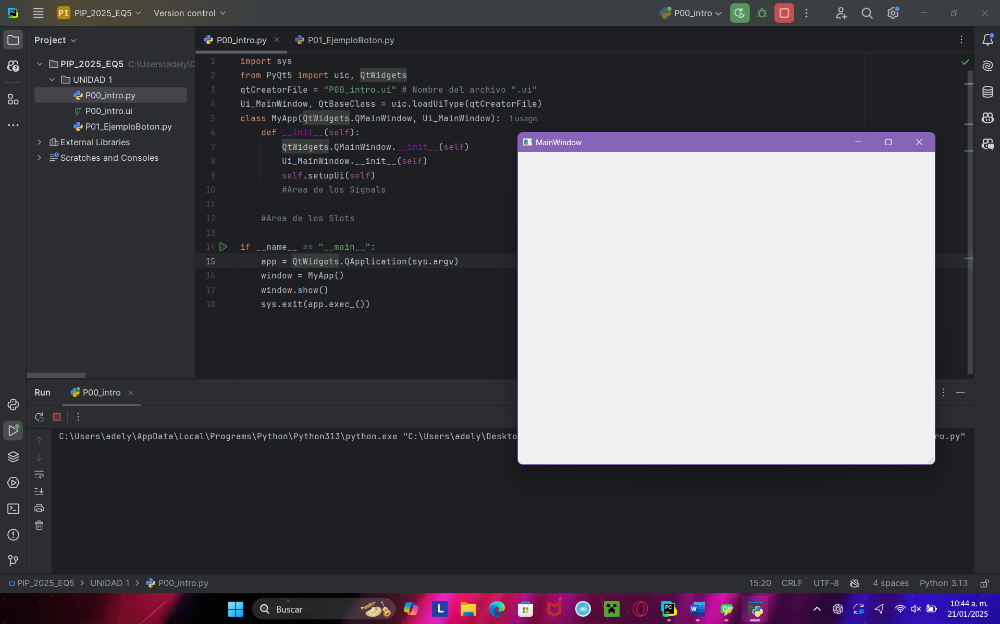 PI PIP_2025_EQ5 Version control P00_intro
Project P00_intro.py P01_EjemploBoton.py
PIP_2025_EQ5 C:\Users\adely\D
UNIDAD 1
P00_intro.py
P00_intro.ui
P01_EjemploBoton.py
External Libraries
Scratches and Consoles
1 import sys
2 from PyQt5 import uic, QtWidgets
3 qtCreatorFile = "P00_intro.ui" # Nombre del archivo ".ui"
4 Ui_MainWindow, QtBaseClass = uic.loadUiType(qtCreatorFile)
5 class MyApp(QtWidgets.QMainWindow, Ui_MainWindow): 1 usage
6 def __init__(self):
7 QtWidgets.QMainWindow.__init__(self)
8 Ui_MainWindow.__init__(self)
9 self.setupUi(self)
10 #Area de los Signals
11
12 #Area de los Slots
13
14 if __name__ == "__main__":
15 app = QtWidgets.QApplication(sys.argv)
16 window = MyApp()
17 window.show()
18 sys.exit(app.exec_())
MainWindow
Run P00_intro
C:\Users\adely\AppData\Local\Programs\Python\Python313\python.exe "C:\Users\adely\Deskto ro.py"
PIP_2025_EQ5 > UNIDAD 1 > P00_intro.py 15:20 CRLF UTF-8 4 spaces Python 3.13
Buscar
10:44 a. m.
21/01/2025